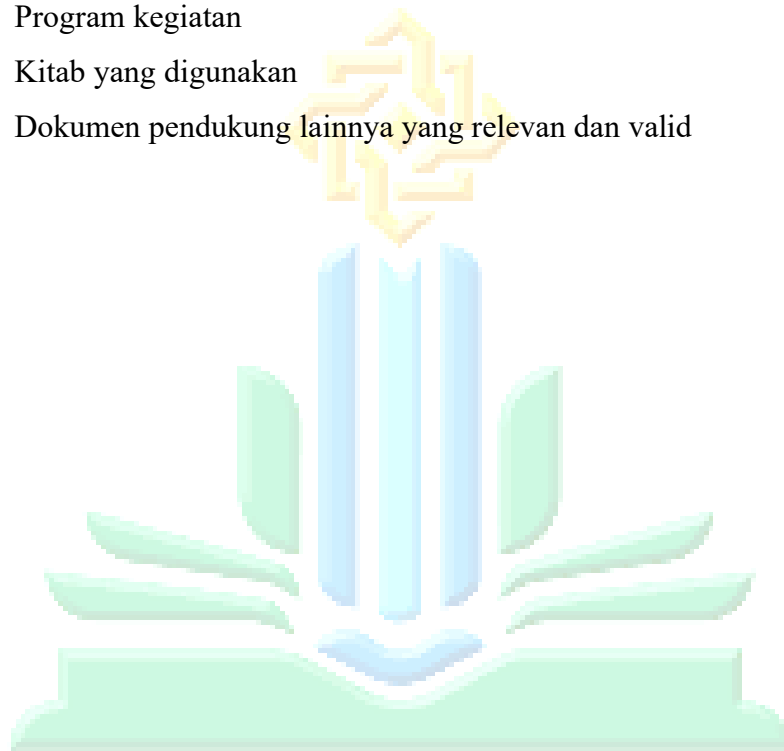 Program kegiatan
Kitab yang digunakan
Dokumen pendukung lainnya yang relevan dan valid